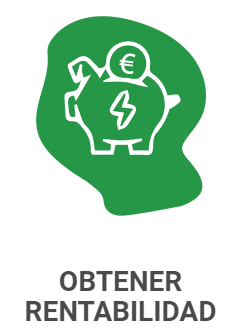 €
OBTENER
RENTABILIDAD